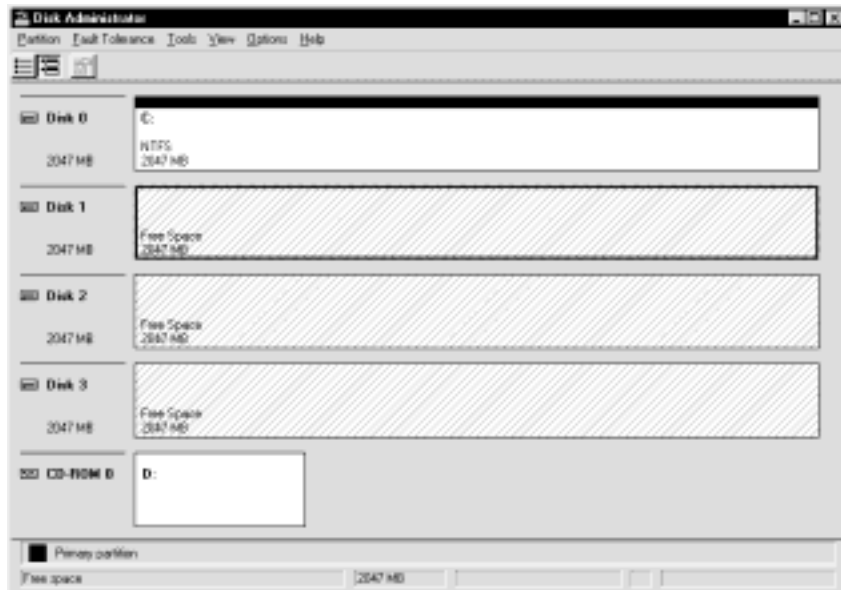 Disk Administrator
Partition Fault Tolerance Tools View Options Help
Disk 0
2047 MB
C:
NTFS
2047 MB
Disk 1
2047 MB
Free Space
2047 MB
Disk 2
2047 MB
Free Space
2047 MB
Disk 3
2047 MB
Free Space
2047 MB
CD-ROM 0
D:
Primary partition
Free space 2047 MB